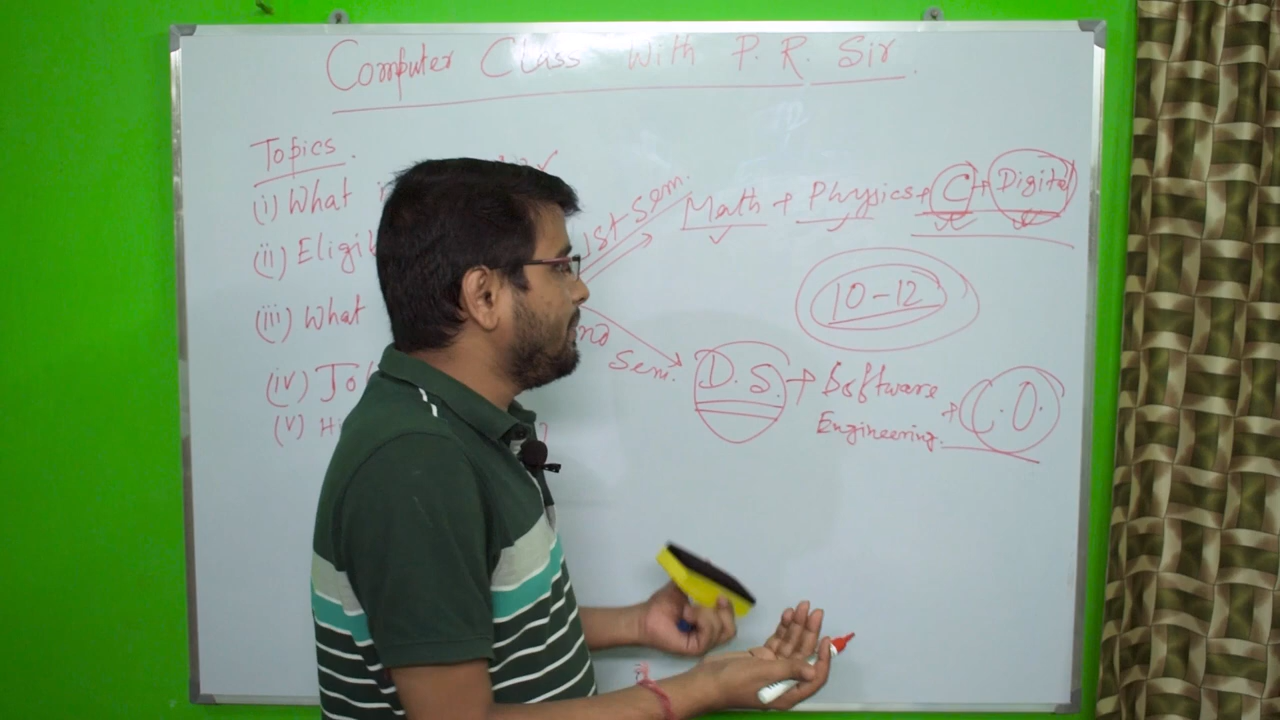 Computer Class With P. R. Sir
Topics.
(i) What
(ii) Eligib
(iii) What
(iv) Jo
(v) H
1st Sem.
Math + Physics + C + Digital
10-12
Sem.
D.S. + Software
Engineering.
+ C.O.